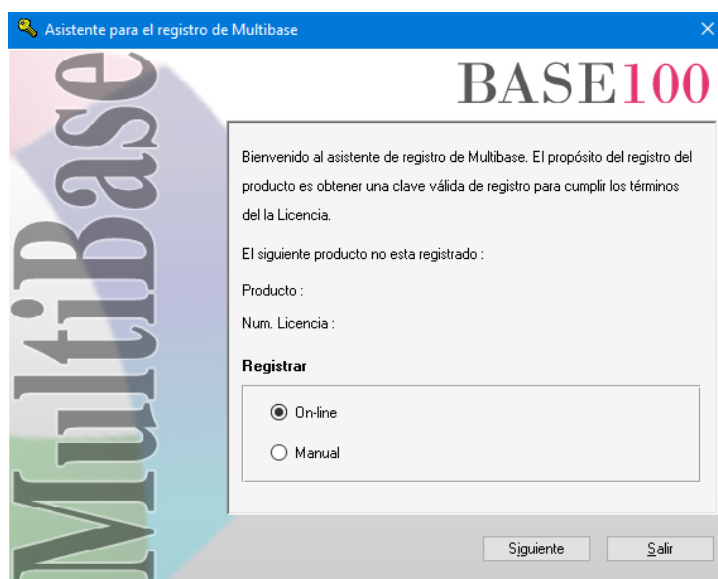 Asistente para el registro de Multibase
BASE100
MultiBase
Bienvenido al asistente de registro de Multibase. El propósito del registro del
producto es obtener una clave válida de registro para cumplir los términos
del la Licencia.
El siguiente producto no esta registrado :
Producto :
Num. Licencia :
Registrar
On-line
Manual
Siguiente
Salir